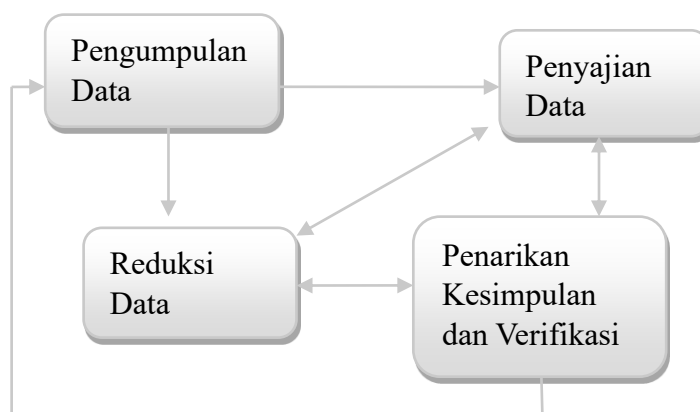 Pengumpulan
Data
Penyajian
Data
Reduksi
Data
Penarikan
Kesimpulan
dan Verifikasi